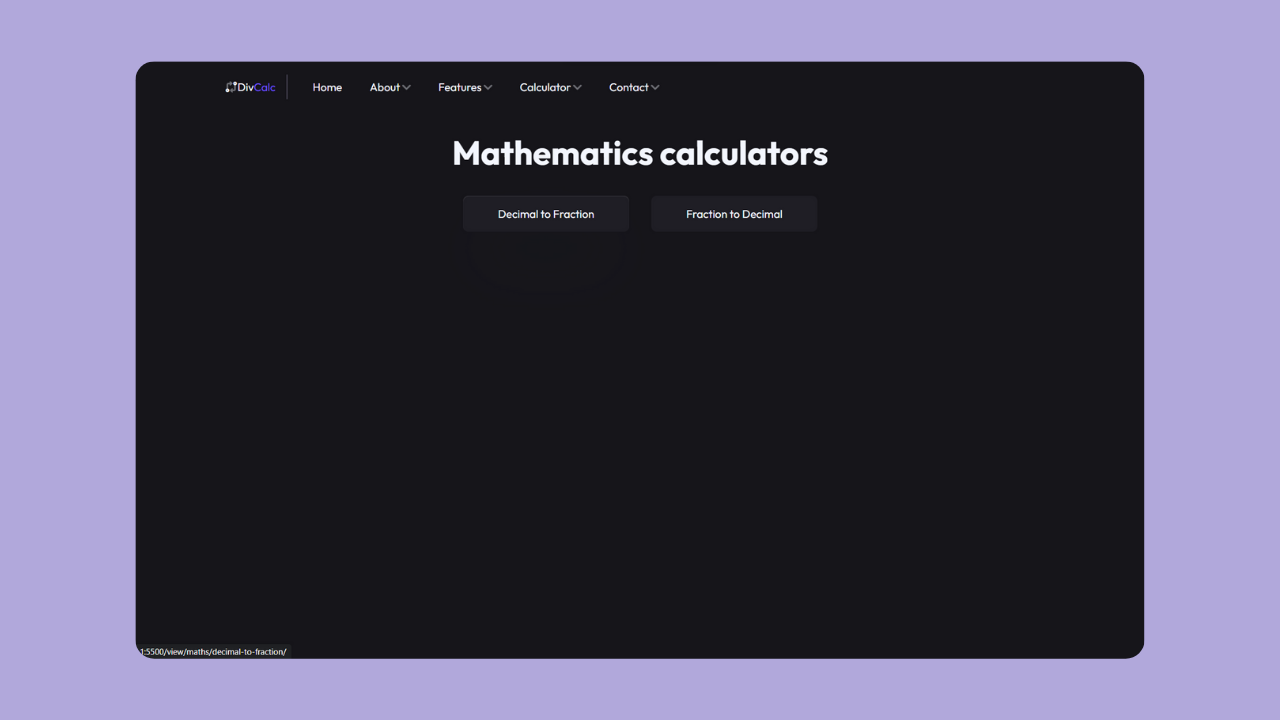 DivCalc
Home About Features Calculator Contact
Mathematics calculators
Decimal to Fraction Fraction to Decimal
1:5500/view/maths/decimal-to-fraction/